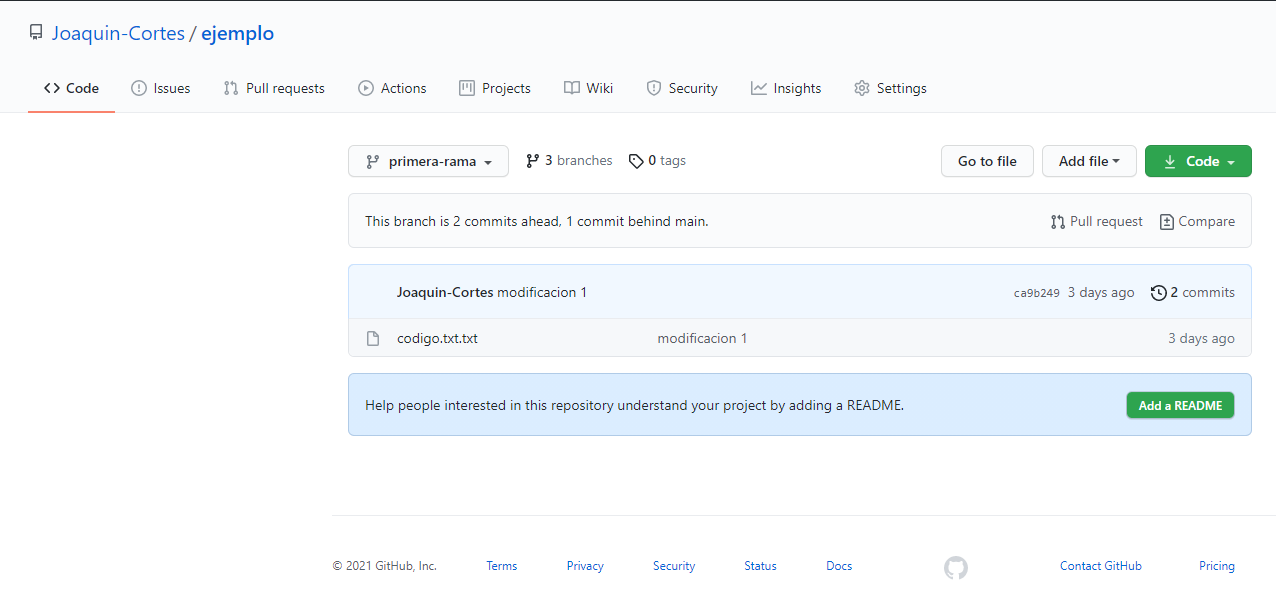 Joaquin-Cortes / ejemplo
Code Issues Pull requests Actions Projects Wiki Security Insights Settings
primera-rama 3 branches 0 tags Go to file Add file Code
This branch is 2 commits ahead, 1 commit behind main. Pull request Compare
Joaquin-Cortes modificacion 1 ca9b249 3 days ago 2 commits
codigo.txt.txt modificacion 1 3 days ago
Help people interested in this repository understand your project by adding a README. Add a README
© 2021 GitHub, Inc. Terms Privacy Security Status Docs Contact GitHub Pricing